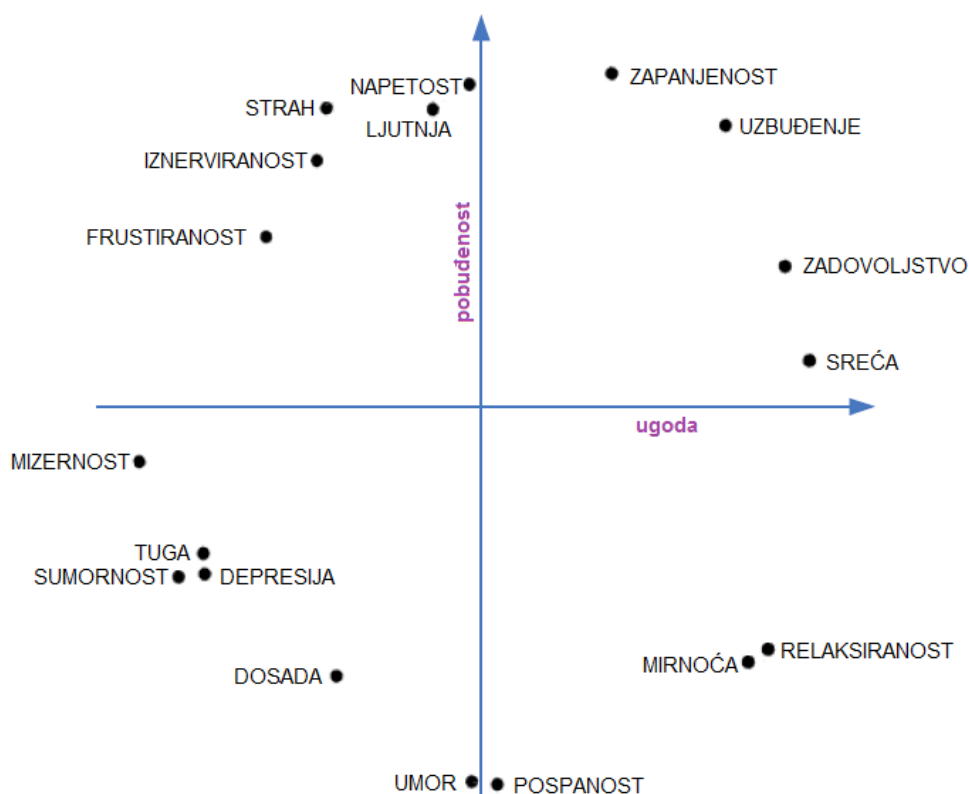 NAPETOST
ZAPANJENOST
STRAH
LJUTNJA
UZBUĐENJE
IZNERVIRANOST
FRUSTIRANOST
pobuđenost
ZADOVOLJSTVO
SREĆA
ugoda
MIZERNOST
TUGA
SUMORNOST
DEPRESIJA
DOSADA
MIRNOĆA
RELAKSIRANOST
UMOR
POSPANOST